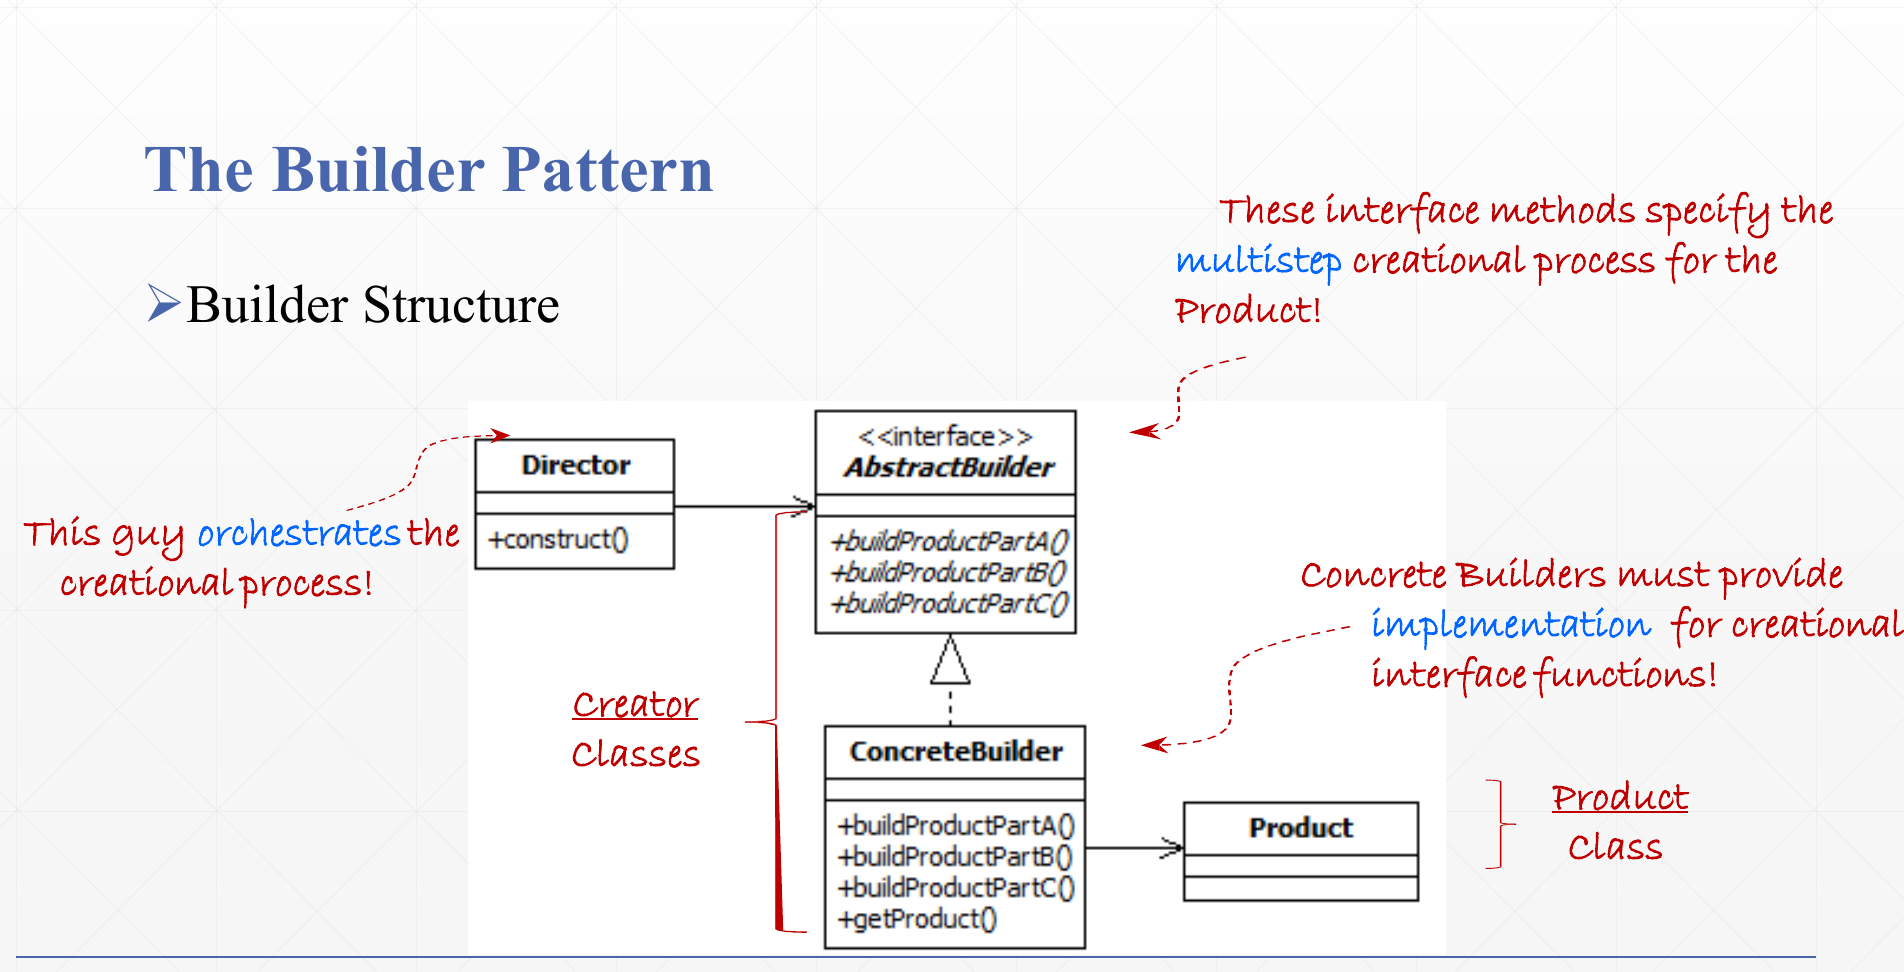 The Builder Pattern
These interface methods specify the
multistep creational process for the
Product!
➢Builder Structure
<<interface>>
AbstractBuilder
+buildProductPartA()
+buildProductPartB()
+buildProductPartC()
Director
+construct()
This guy orchestrates the
creational process!
Concrete Builders must provide
implementation for creational
interface functions!
Creator
Classes
ConcreteBuilder
+buildProductPartA()
+buildProductPartB()
+buildProductPartC()
+getProduct()
Product
Product
Class